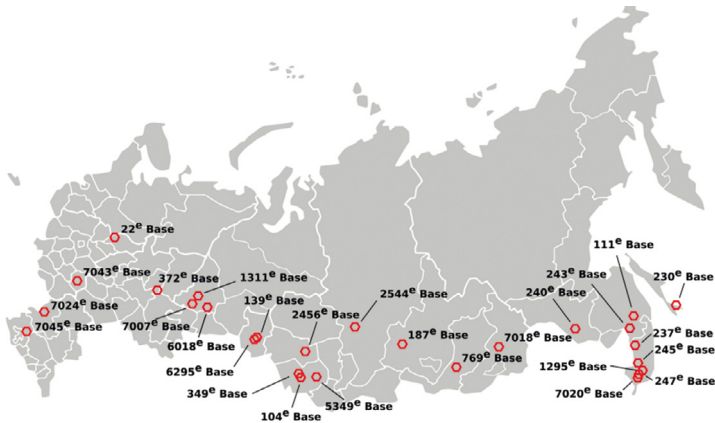 22e Base
111e Base
7043e Base
372e Base
1311e Base
243e Base
230e Base
7024e Base
139e Base
2544e Base
240e Base
7045e Base
7007e Base
2456e Base
187e Base
7018e Base
237e Base
6018e Base
769e Base
245e Base
6295e Base
1295e Base
349e Base
5349e Base
7020e Base
247e Base
104e Base